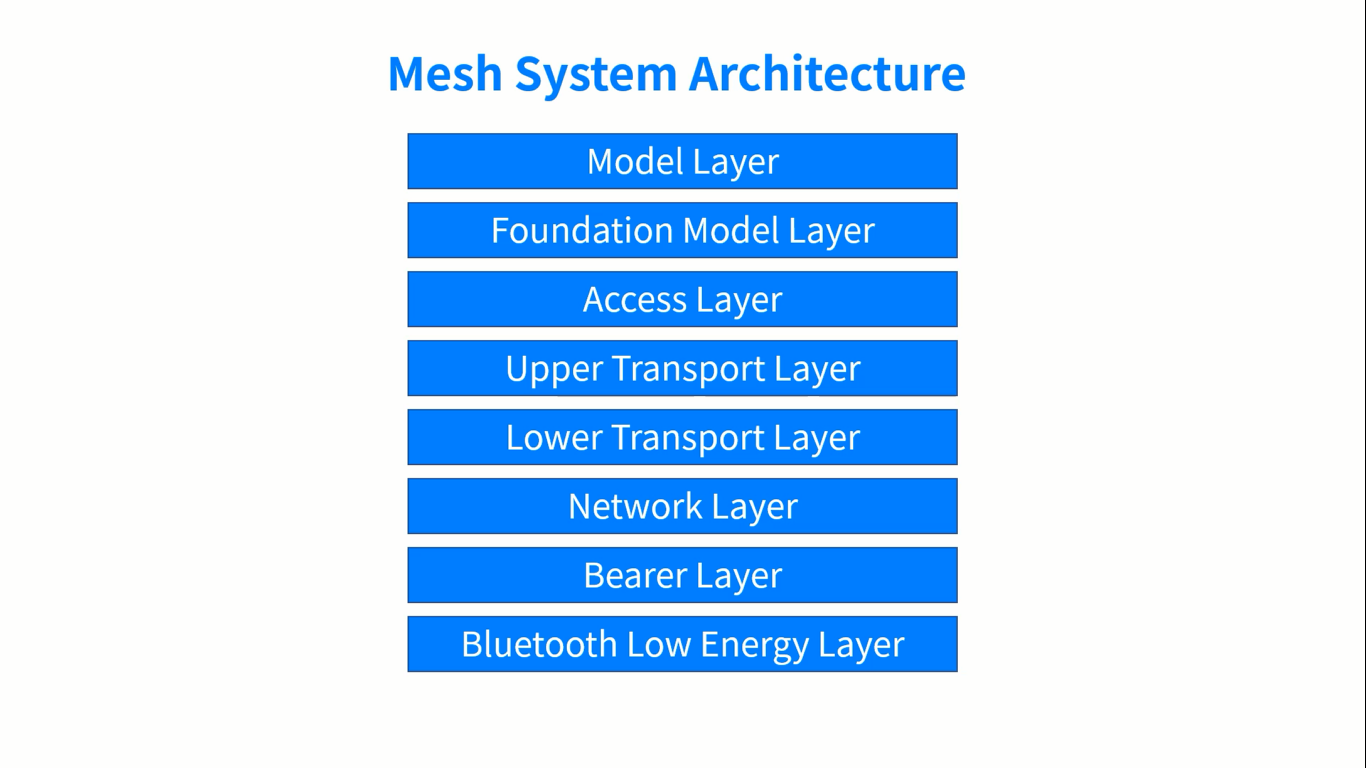 Mesh System Architecture
Model Layer
Foundation Model Layer
Access Layer
Upper Transport Layer
Lower Transport Layer
Network Layer
Bearer Layer
Bluetooth Low Energy Layer